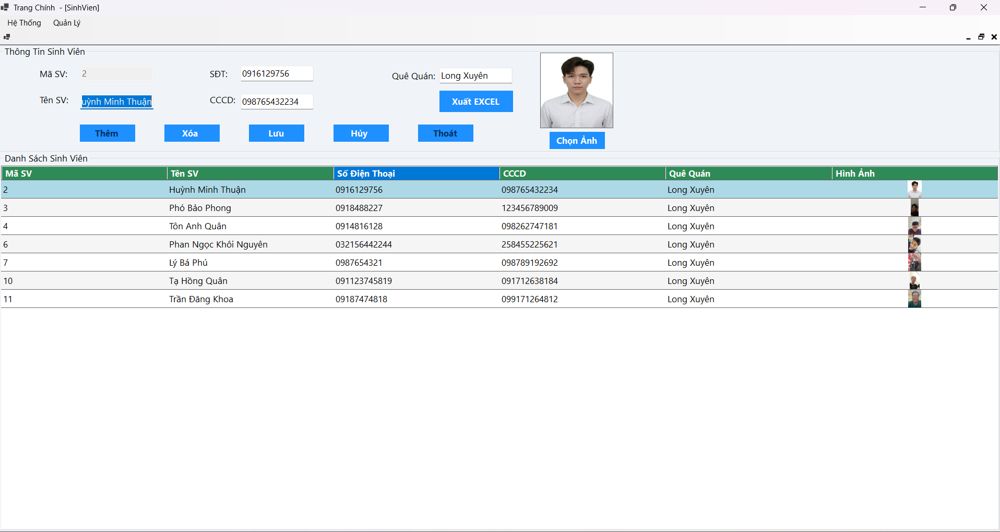 Trang Chính - [SinhVien]
Hệ Thống Quản Lý
Thông Tin Sinh Viên
Mã SV: 2 SĐT: 0916129756 Quê Quán: Long Xuyên
Tên SV: uỳnh Minh Thuận CCCD: 098765432234 Xuất EXCEL
Thêm Xóa Lưu Hủy Thoát Chọn Ảnh
Danh Sách Sinh Viên
Mã SV Tên SV Số Điện Thoại CCCD Quê Quán Hình Ảnh
2 Huỳnh Minh Thuận 0916129756 098765432234 Long Xuyên
3 Phó Bảo Phong 0918488227 123456789009 Long Xuyên
4 Tôn Anh Quân 0914816128 098262747181 Long Xuyên
6 Phan Ngọc Khôi Nguyên 032156442244 258455225621 Long Xuyên
7 Lý Bá Phú 0987654321 098789192692 Long Xuyên
10 Tạ Hồng Quân 091123745819 091712638184 Long Xuyên
11 Trần Đăng Khoa 09187474818 099171264812 Long Xuyên